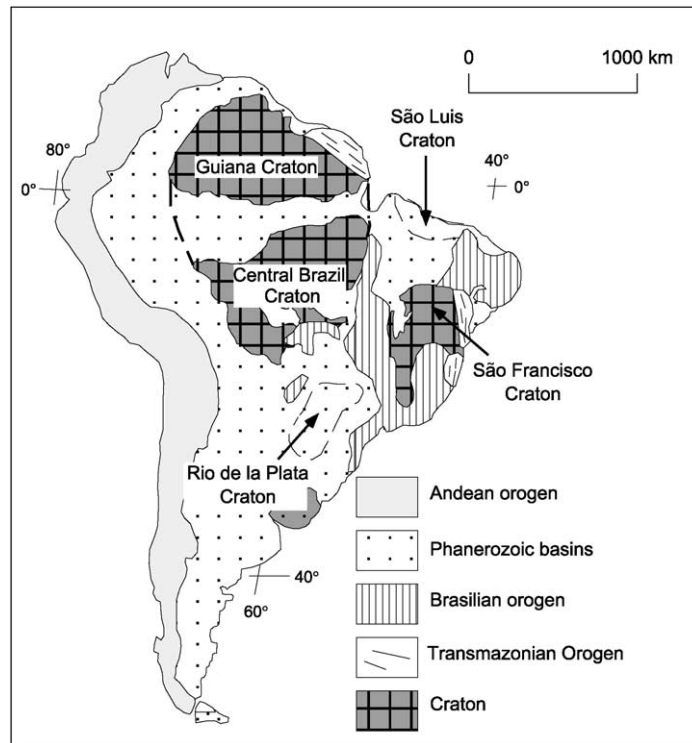 0 1000 km
São Luis
Craton
80°
0°
Guiana Craton
40°
0°
Central Brazil
Craton
São Francisco
Craton
Rio de la Plata
Craton
40°
60°
Andean orogen
Phanerozoic basins
Brasilian orogen
Transmazonian Orogen
Craton